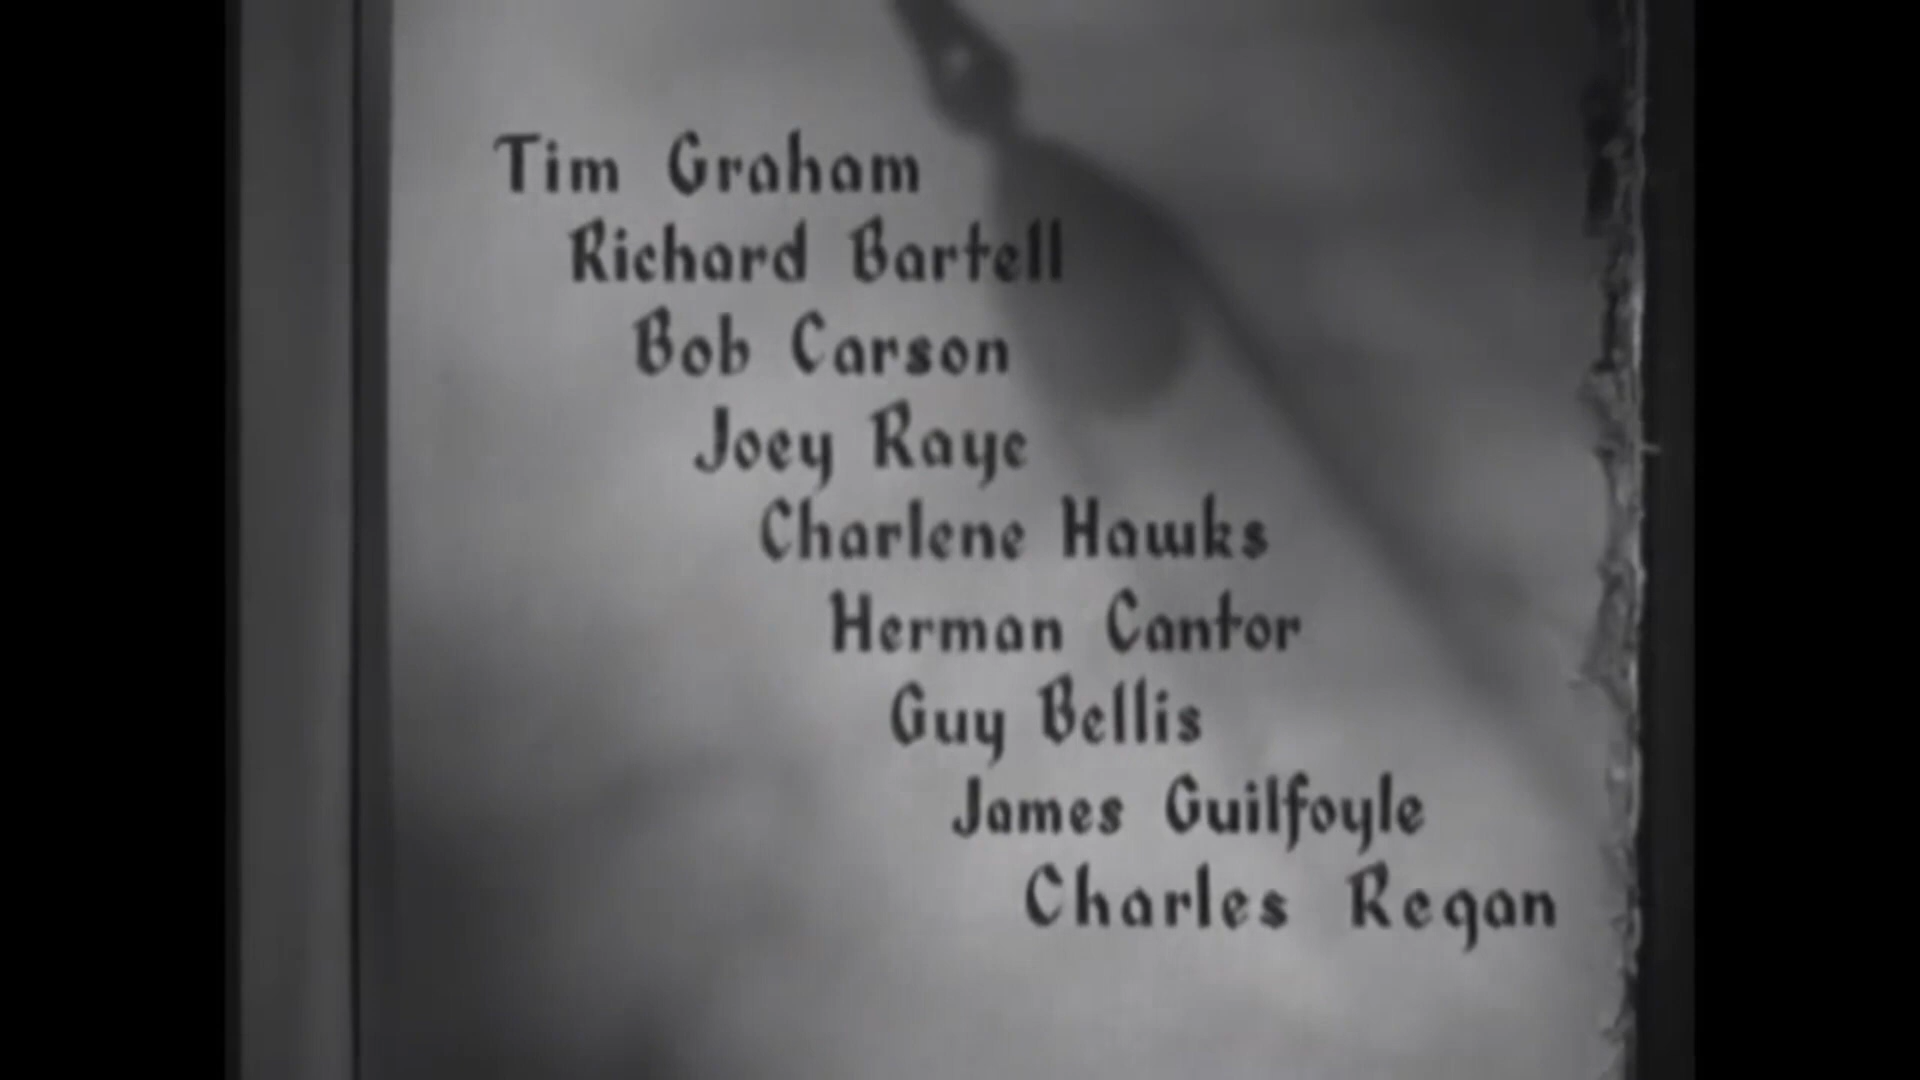 Tim Graham
Richard Bartell
Bob Carson
Joey Raye
Charlene Hawks
Herman Cantor
Guy Bellis
James Guilfoyle
Charles Regan